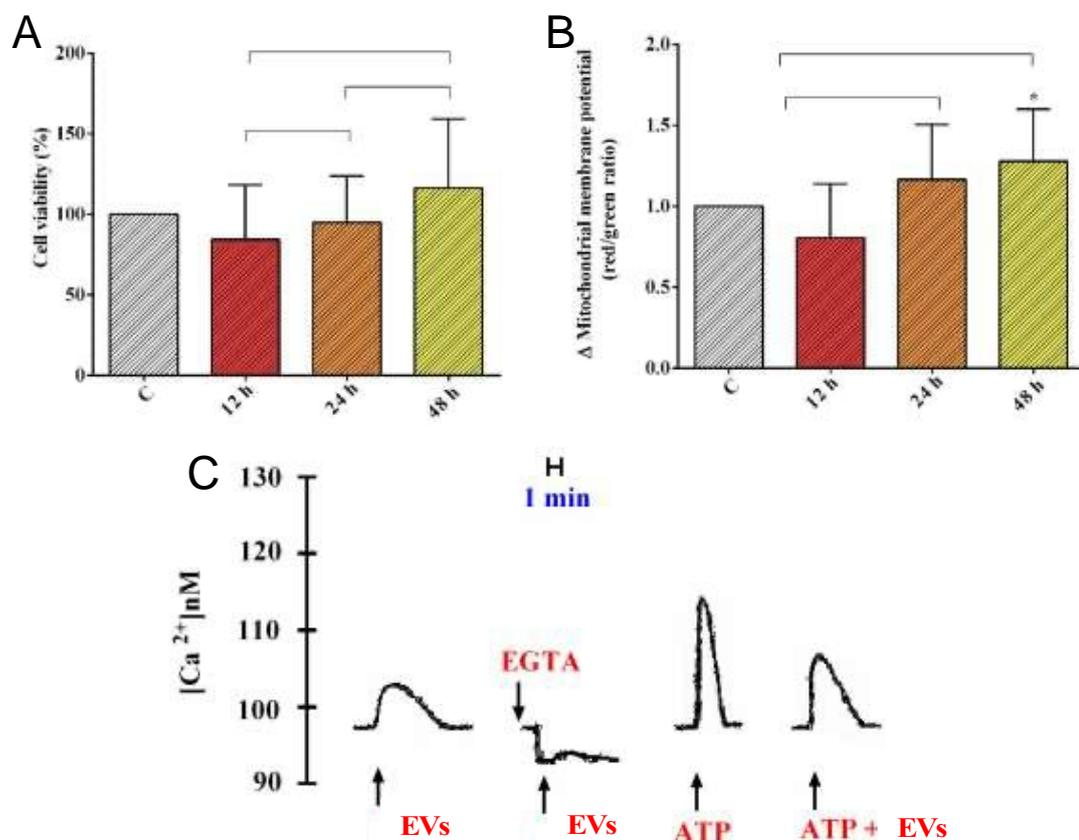 A
Cell viability (%)
200
150
100
50
0
C
12 h
24 h
48 h
B
Δ Mitochondrial membrane potential
(red/green ratio)
2.0
1.5
1.0
0.5
0.0
*
C
12 h
24 h
48 h
C
[Ca 2+]nM
130
120
110
100
90
1 min
EGTA
EVs
EVs
ATP
ATP + EVs